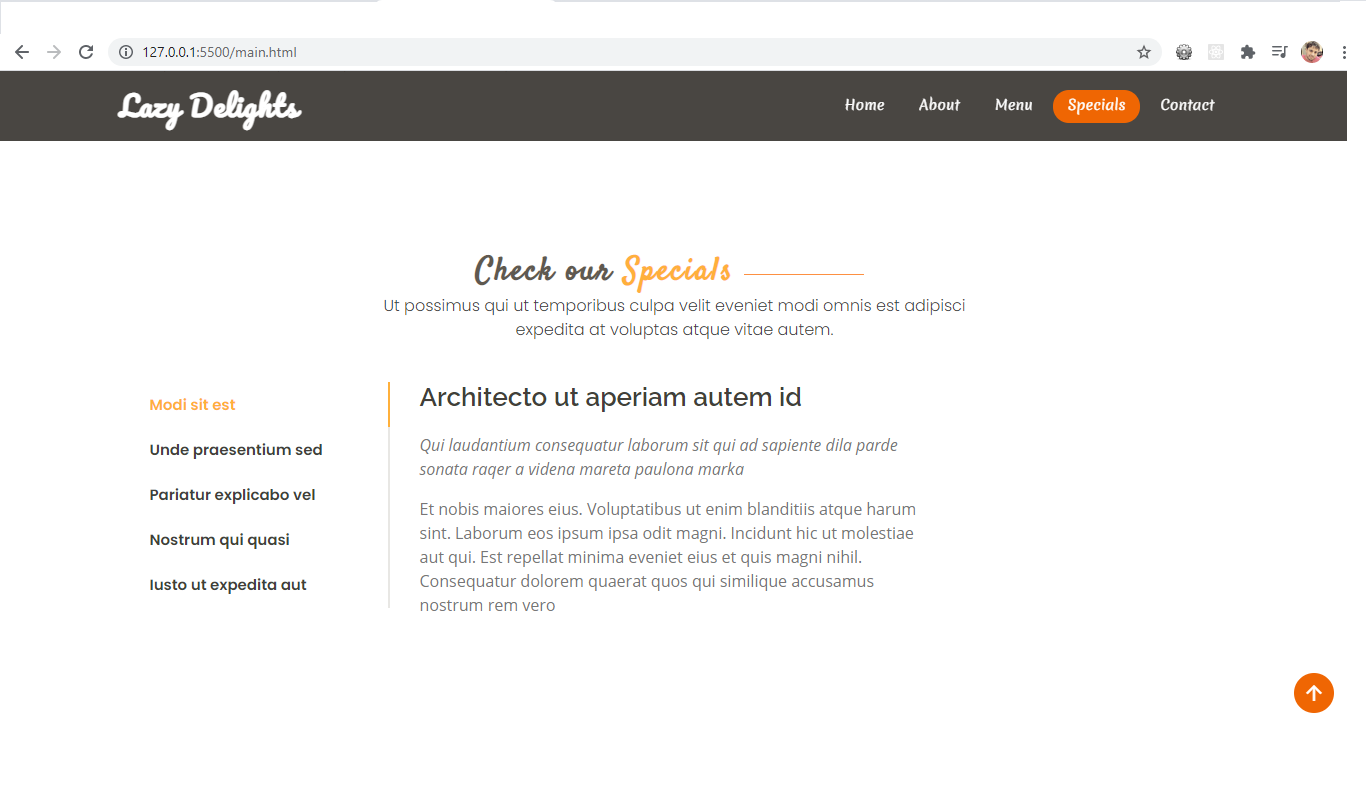 127.0.0.1:5500/main.html
Lazy Delights
Home About Menu Specials Contact
Check our Specials
Ut possimus qui ut temporibus culpa velit eveniet modi omnis est adipisci
expedita at voluptas atque vitae autem.
Modi sit est
Unde praesentium sed
Pariatur explicabo vel
Nostrum qui quasi
Iusto ut expedita aut
Architecto ut aperiam autem id
Qui laudantium consequatur laborum sit qui ad sapiente dila parde
sonata raqer a videna mareta paulona marka
Et nobis maiores eius. Voluptatibus ut enim blanditiis atque harum
sint. Laborum eos ipsum ipsa odit magni. Incidunt hic ut molestiae
aut qui. Est repellat minima eveniet eius et quis magni nihil.
Consequatur dolorem quaerat quos qui similique accusamus
nostrum rem vero